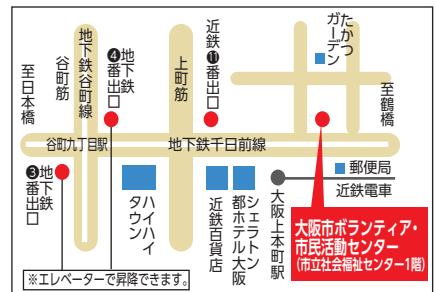 至日本橋
谷町筋
地下鉄谷町線
地下鉄
❹番出口
上町筋
近鉄
⓫番出口
たかつ
ガーデン
至鶴橋
谷町九丁目駅
地下鉄千日前線
地下鉄
❸番出口
ハイハイ
タウン
近鉄百貨店
シェラトン
都ホテル大阪
大阪上本町駅
郵便局
近鉄電車
大阪市ボランティア・
市民活動センター
(市立社会福祉センター1階)
※エレベーターで昇降できます。